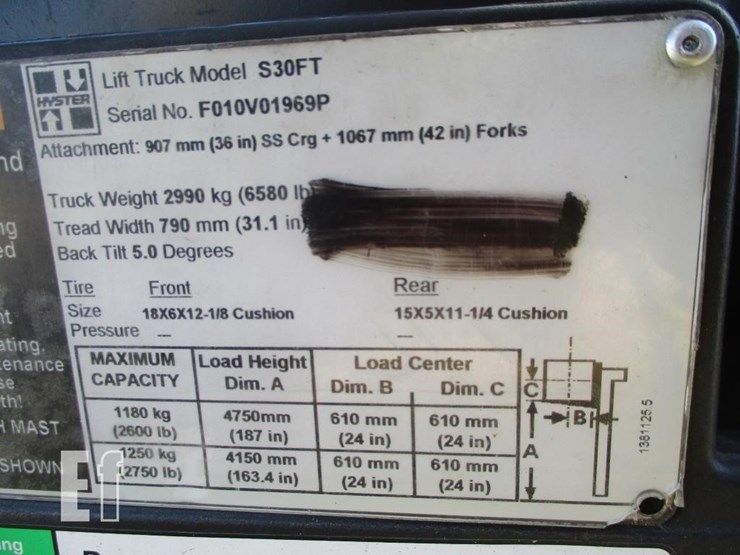 HYSTER
Lift Truck Model S30FT
Serial No. F010V01969P
Attachment: 907 mm (36 in) SS Crg + 1067 mm (42 in) Forks
Truck Weight 2990 kg (6580 lb
Tread Width 790 mm (31.1 in)
Back Tilt 5.0 Degrees
Tire Front Rear
Size 18X6X12-1/8 Cushion 15X5X11-1/4 Cushion
Pressure — —
MAXIMUM CAPACITY Load Height Dim. A Load Center
Dim. B Dim. C
1180 kg 4750mm 610 mm 610 mm
(2600 lb) (187 in) (24 in) (24 in)
1250 kg 4150 mm 610 mm 610 mm
(2750 lb) (163.4 in) (24 in) (24 in)
C
B
A
1381125.5
nd
ng
ed
nt
ating,
tenance
se
th!
H MAST
SHOWN
Ef
ng